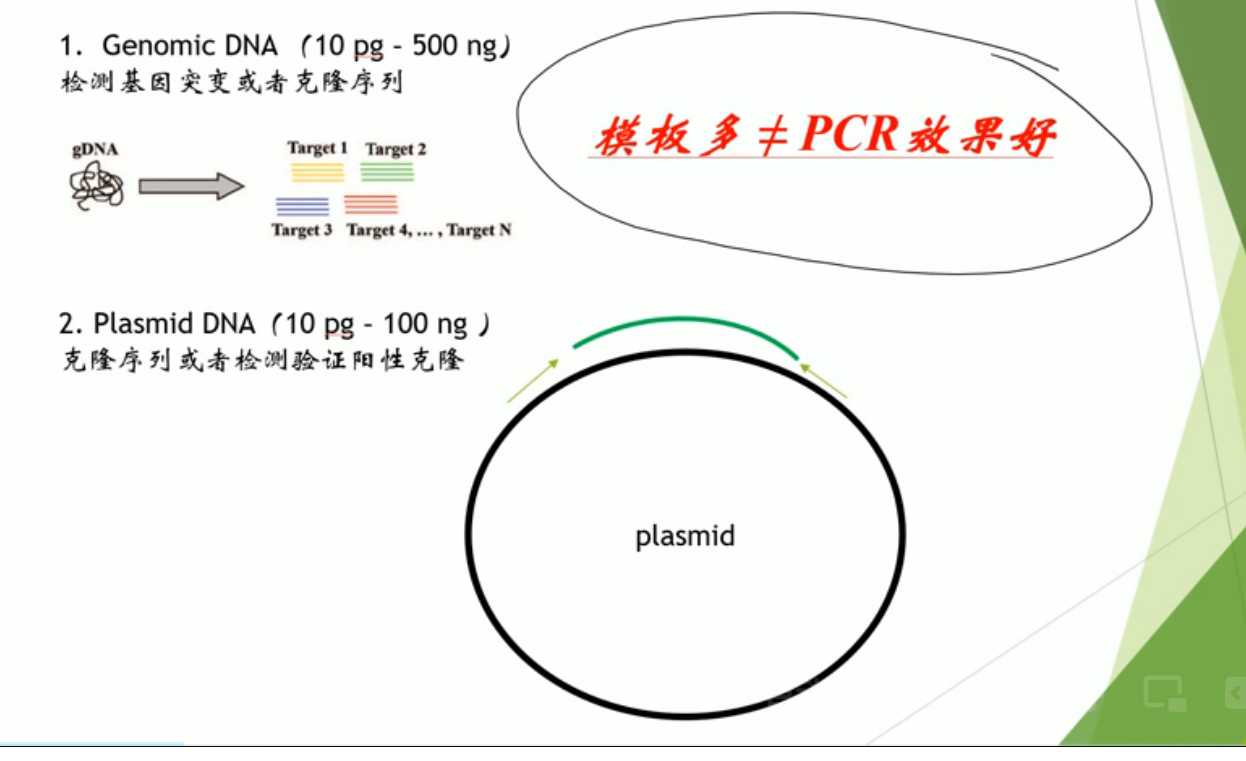 1. Genomic DNA （10 pg - 500 ng）
检测基因突变或者克隆序列
模板多≠PCR效果好
gDNA
Target 1 Target 2
Target 3 Target 4, ... , Target N
2. Plasmid DNA（10 pg - 100 ng ）
克隆序列或者检测验证阳性克隆
plasmid